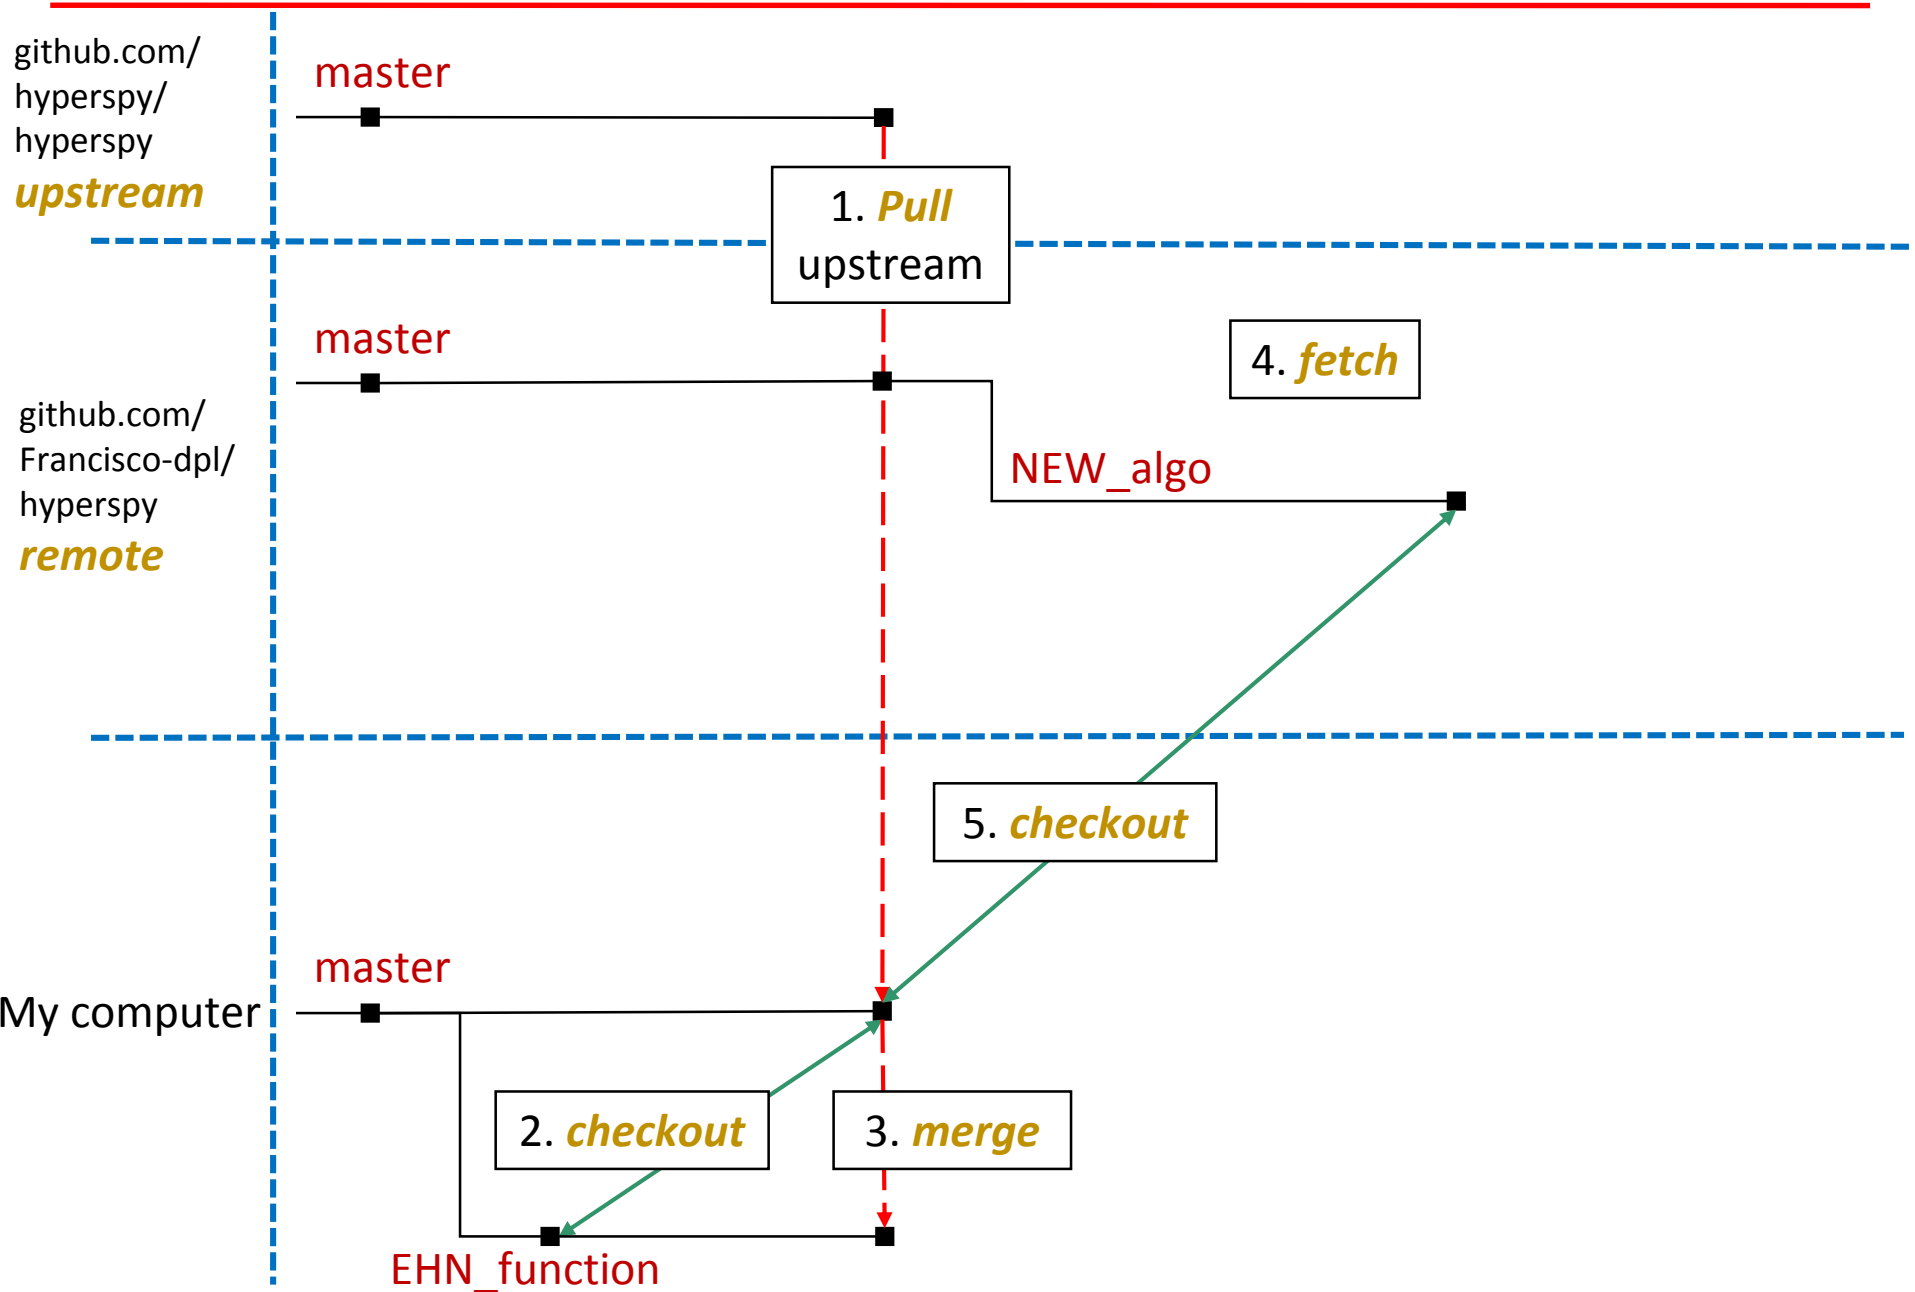 github.com/
hyperspy/
hyperspy
upstream
master
1. Pull
upstream
master
4. fetch
github.com/
Francisco-dpl/
hyperspy
remote
NEW_algo
5. checkout
master
My computer
2. checkout
3. merge
EHN_function